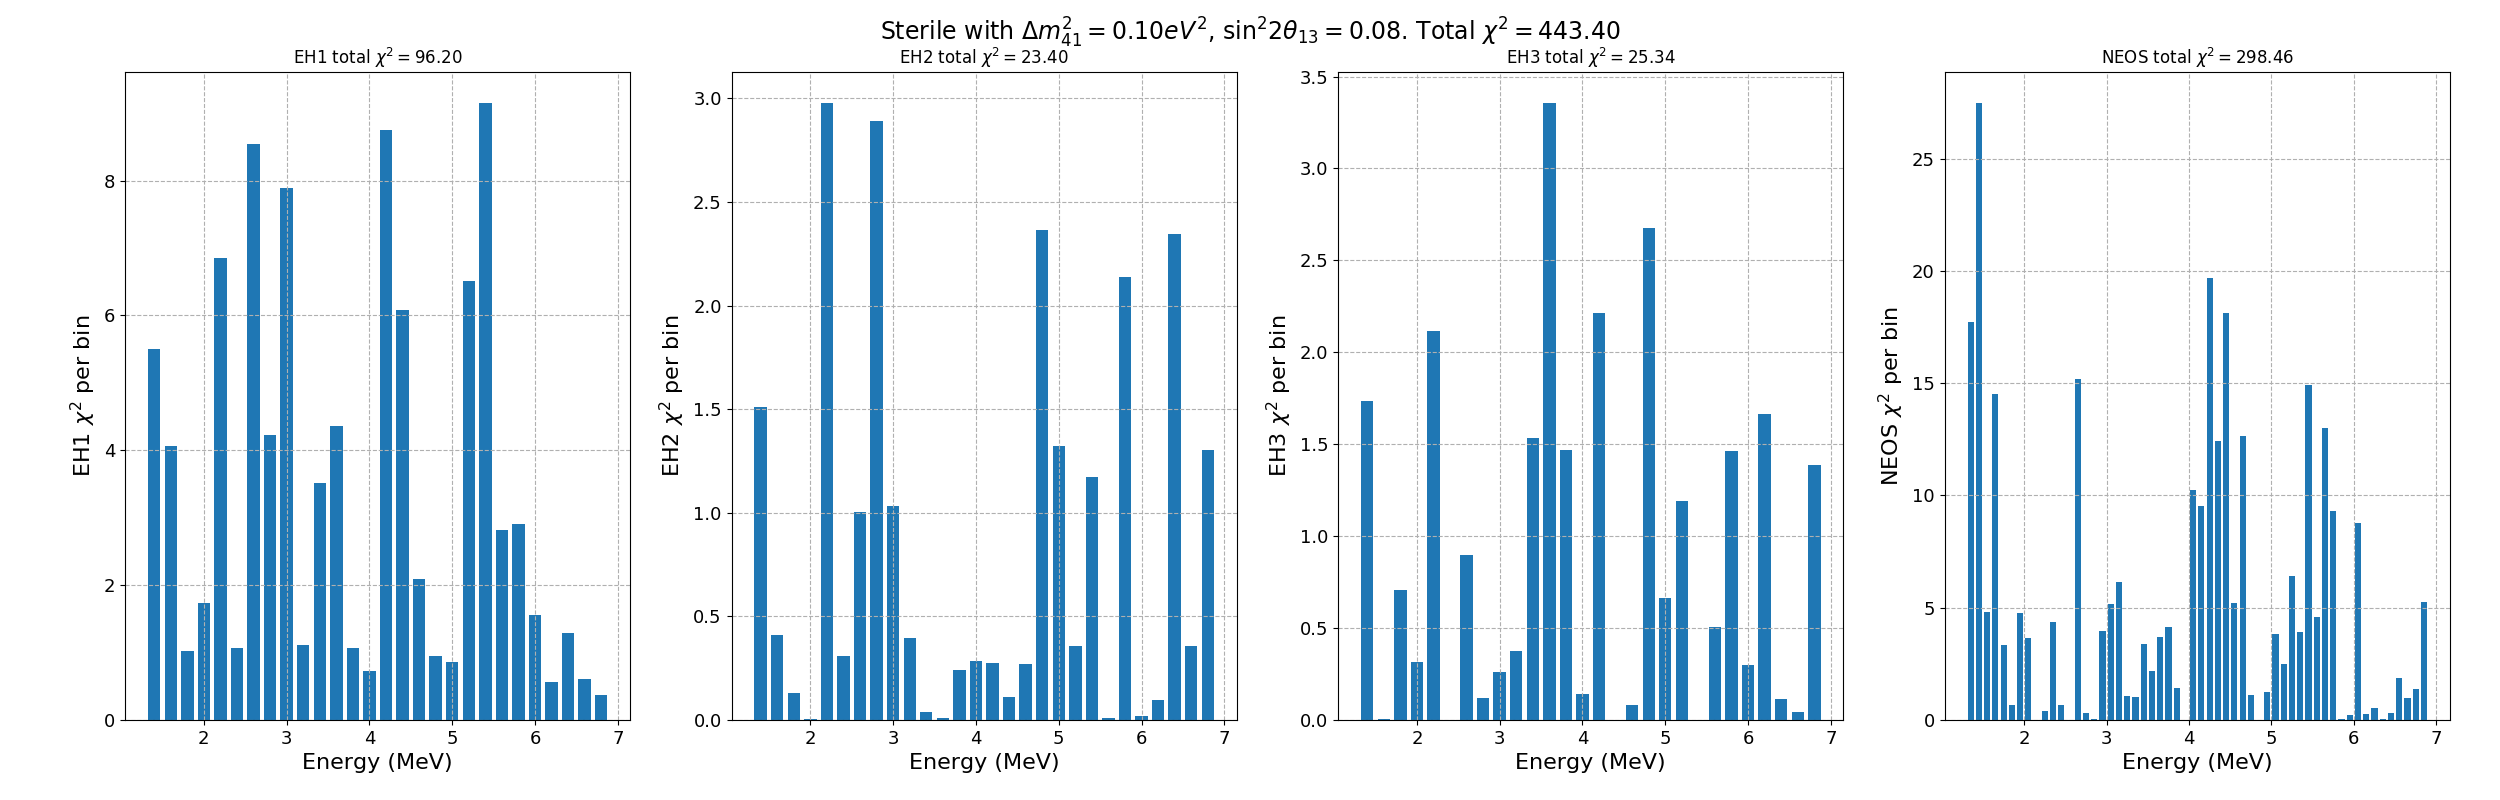 Sterile with Δm²₄₁ = 0.10eV², sin²2θ₁₃ = 0.08. Total χ² = 443.40
EH1 total χ² = 96.20
EH1 χ² per bin
0
2
4
6
8
2 3 4 5 6 7
Energy (MeV)
EH2 total χ² = 23.40
EH2 χ² per bin
0.0
0.5
1.0
1.5
2.0
2.5
3.0
2 3 4 5 6 7
Energy (MeV)
EH3 total χ² = 25.34
EH3 χ² per bin
0.0
0.5
1.0
1.5
2.0
2.5
3.0
3.5
2 3 4 5 6 7
Energy (MeV)
NEOS total χ² = 298.46
NEOS χ² per bin
0
5
10
15
20
25
2 3 4 5 6 7
Energy (MeV)